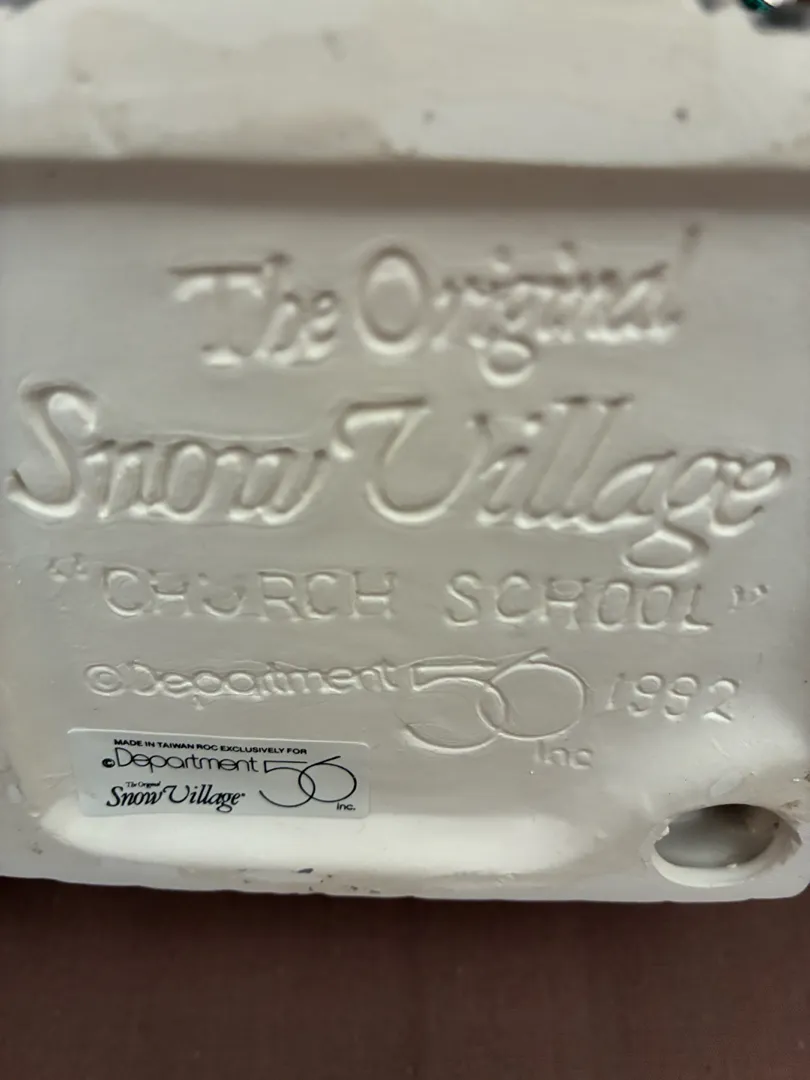 The Original
Snow Village
"CHURCH SCHOOL"
©Department 56 1992
Inc
MADE IN TAIWAN ROC EXCLUSIVELY FOR
©Department 56
The Original
Snow Village®
Inc.